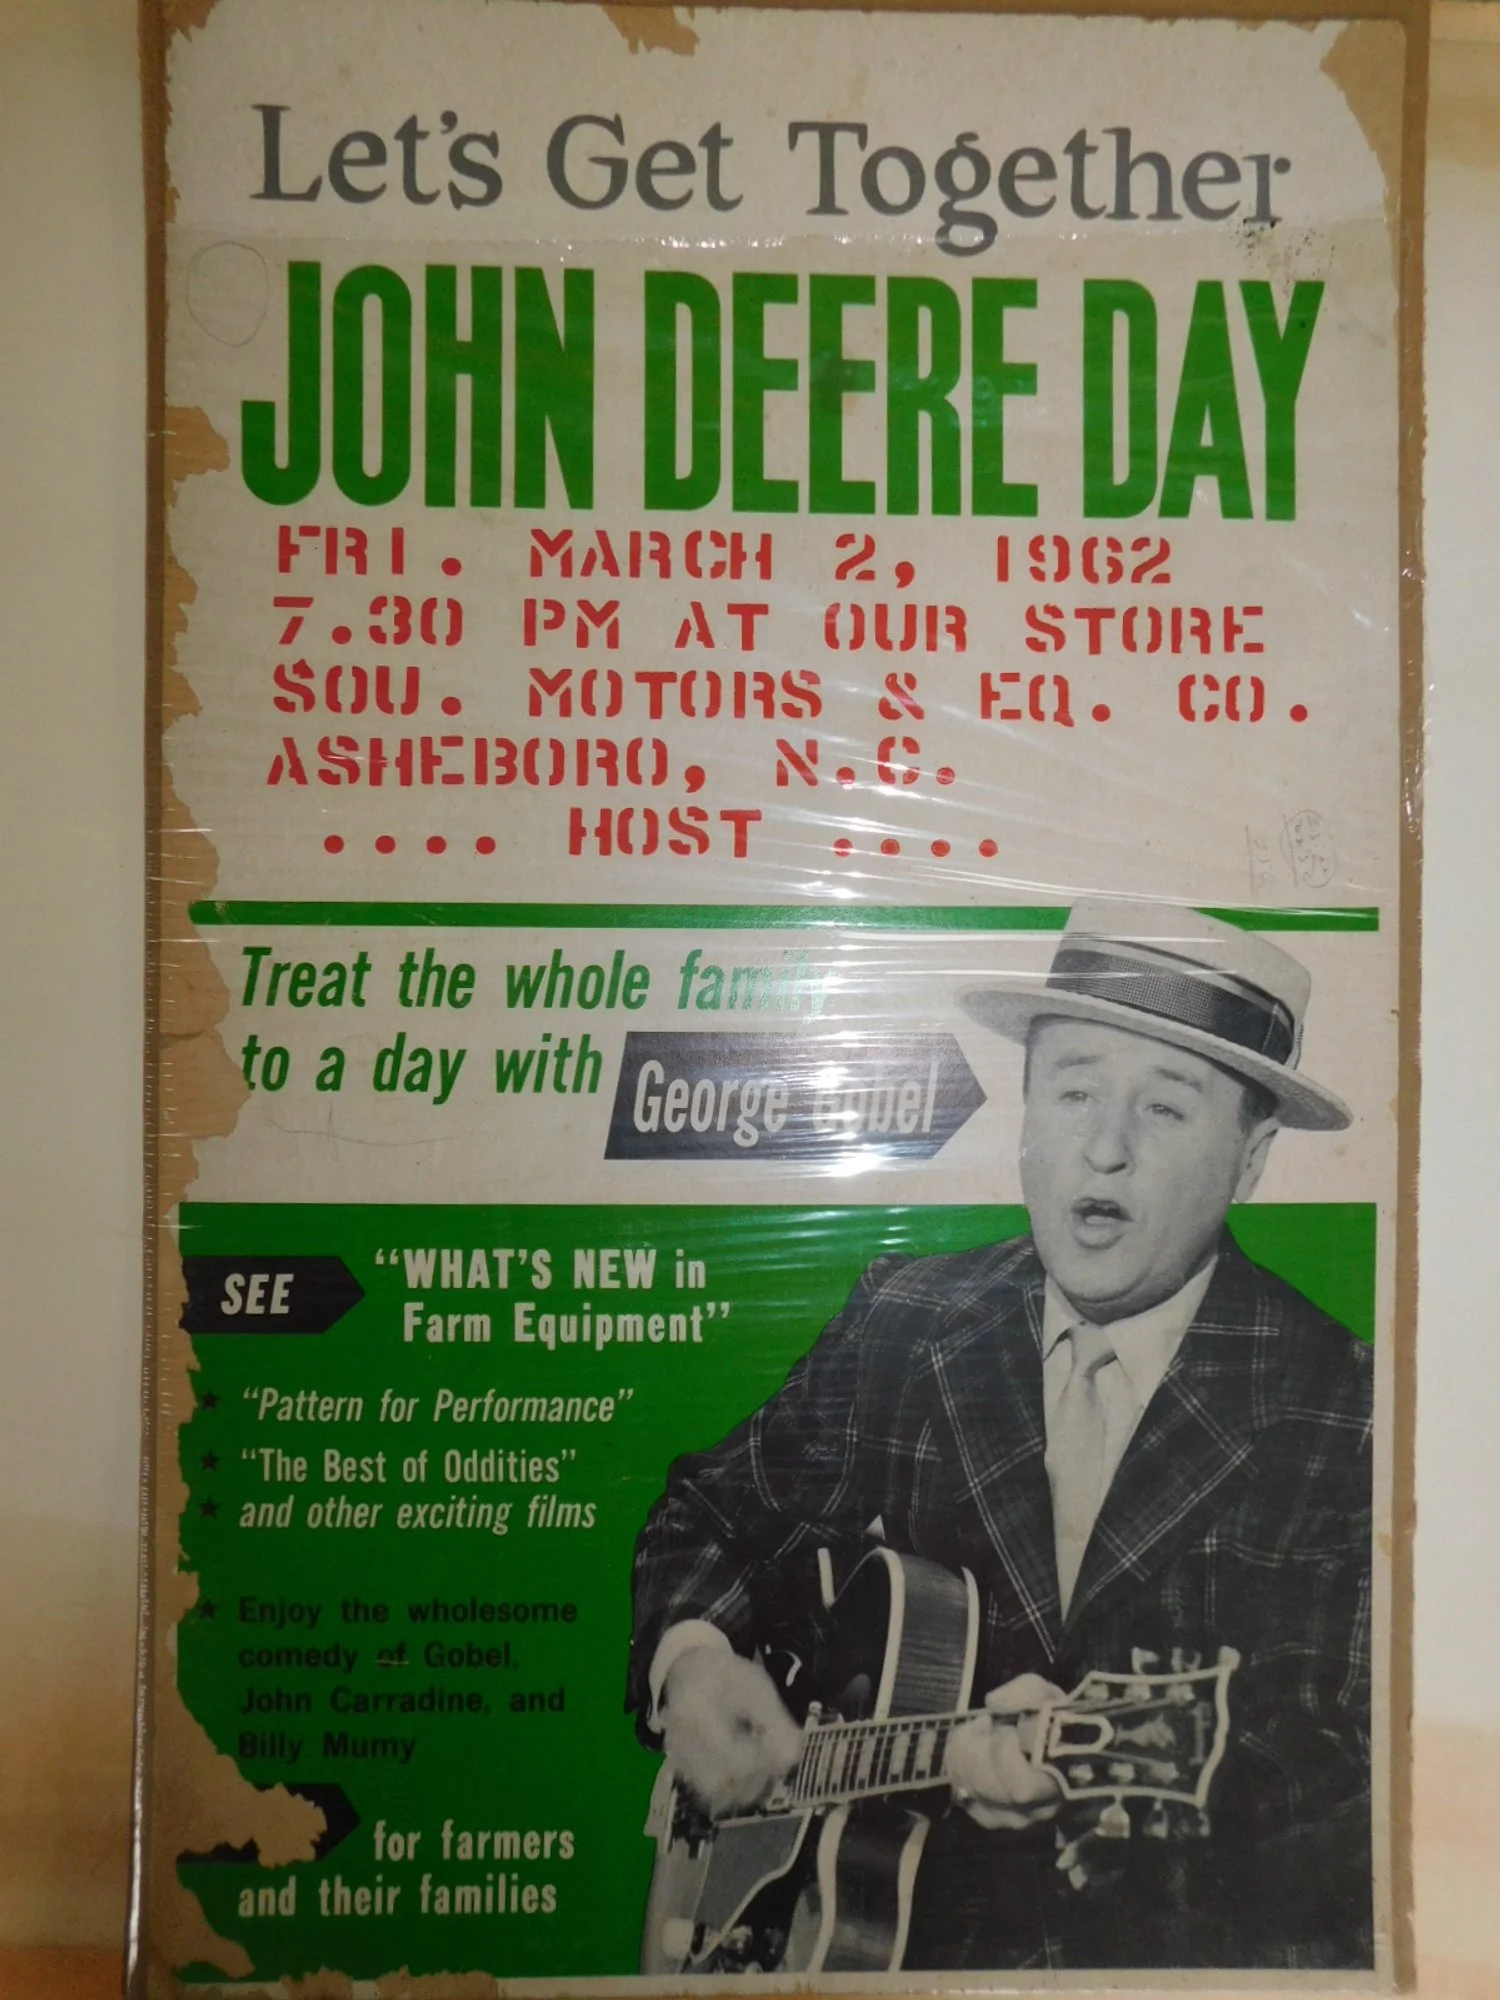 Let's Get Together
JOHN DEERE DAY
FRI. MARCH 2, 1962
7.30 PM AT OUR STORE
SOU. MOTORS & EQ. CO.
ASHEBORO, N.C.
.... HOST ....
Treat the whole family
to a day with George Gobel
SEE "WHAT'S NEW in
Farm Equipment"
★ "Pattern for Performance"
★ "The Best of Oddities"
★ and other exciting films
★ Enjoy the wholesome
comedy of Gobel,
John Carradine, and
Billy Mumy
for farmers
and their families